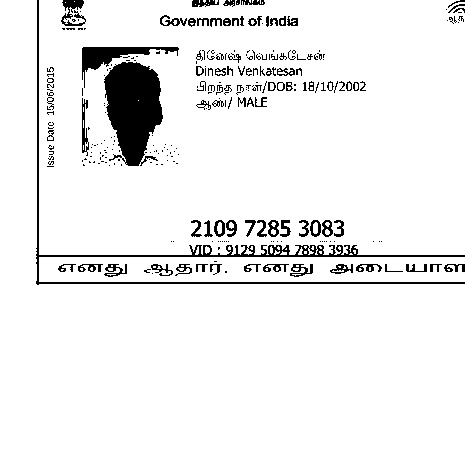 இந்திய அரசாங்கம்
Government of India
Issue Date: 15/06/2015
தினேஷ் வெங்கடேசன்
Dinesh Venkatesan
பிறந்த நாள்/DOB: 18/10/2002
ஆண்/ MALE
2109 7285 3083
VID : 9129 5094 7898 3936
எனது ஆதார், எனது அடையாள